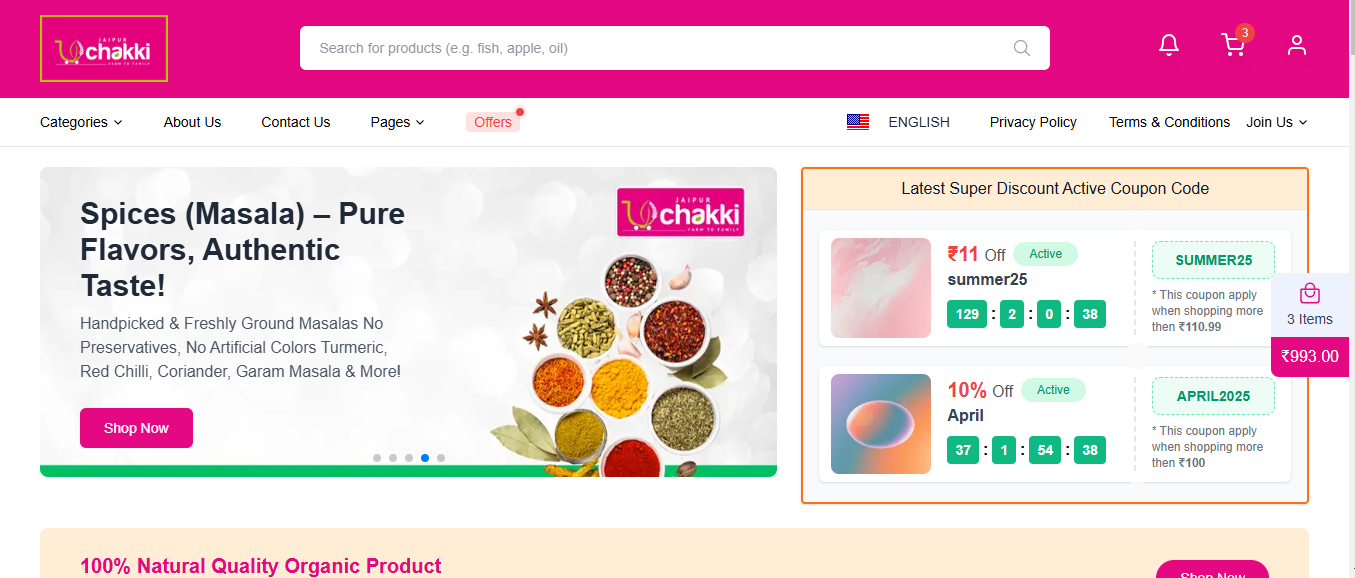 JAIPUR
chakki
FARM TO FAMILY
Search for products (e.g. fish, apple, oil)
3
Categories
About Us
Contact Us
Pages
Offers
ENGLISH
Privacy Policy
Terms & Conditions
Join Us
Spices (Masala) – Pure
Flavors, Authentic
Taste!
Handpicked & Freshly Ground Masalas No
Preservatives, No Artificial Colors Turmeric,
Red Chilli, Coriander, Garam Masala & More!
Shop Now
JAIPUR
chakki
FARM TO FAMILY
Latest Super Discount Active Coupon Code
₹11 Off Active
summer25
129 : 2 : 0 : 38
SUMMER25
* This coupon apply
when shopping more
then ₹110.99
10% Off Active
April
37 : 1 : 54 : 38
APRIL2025
* This coupon apply
when shopping more
then ₹100
3 Items
₹993.00
100% Natural Quality Organic Product
Shop Now